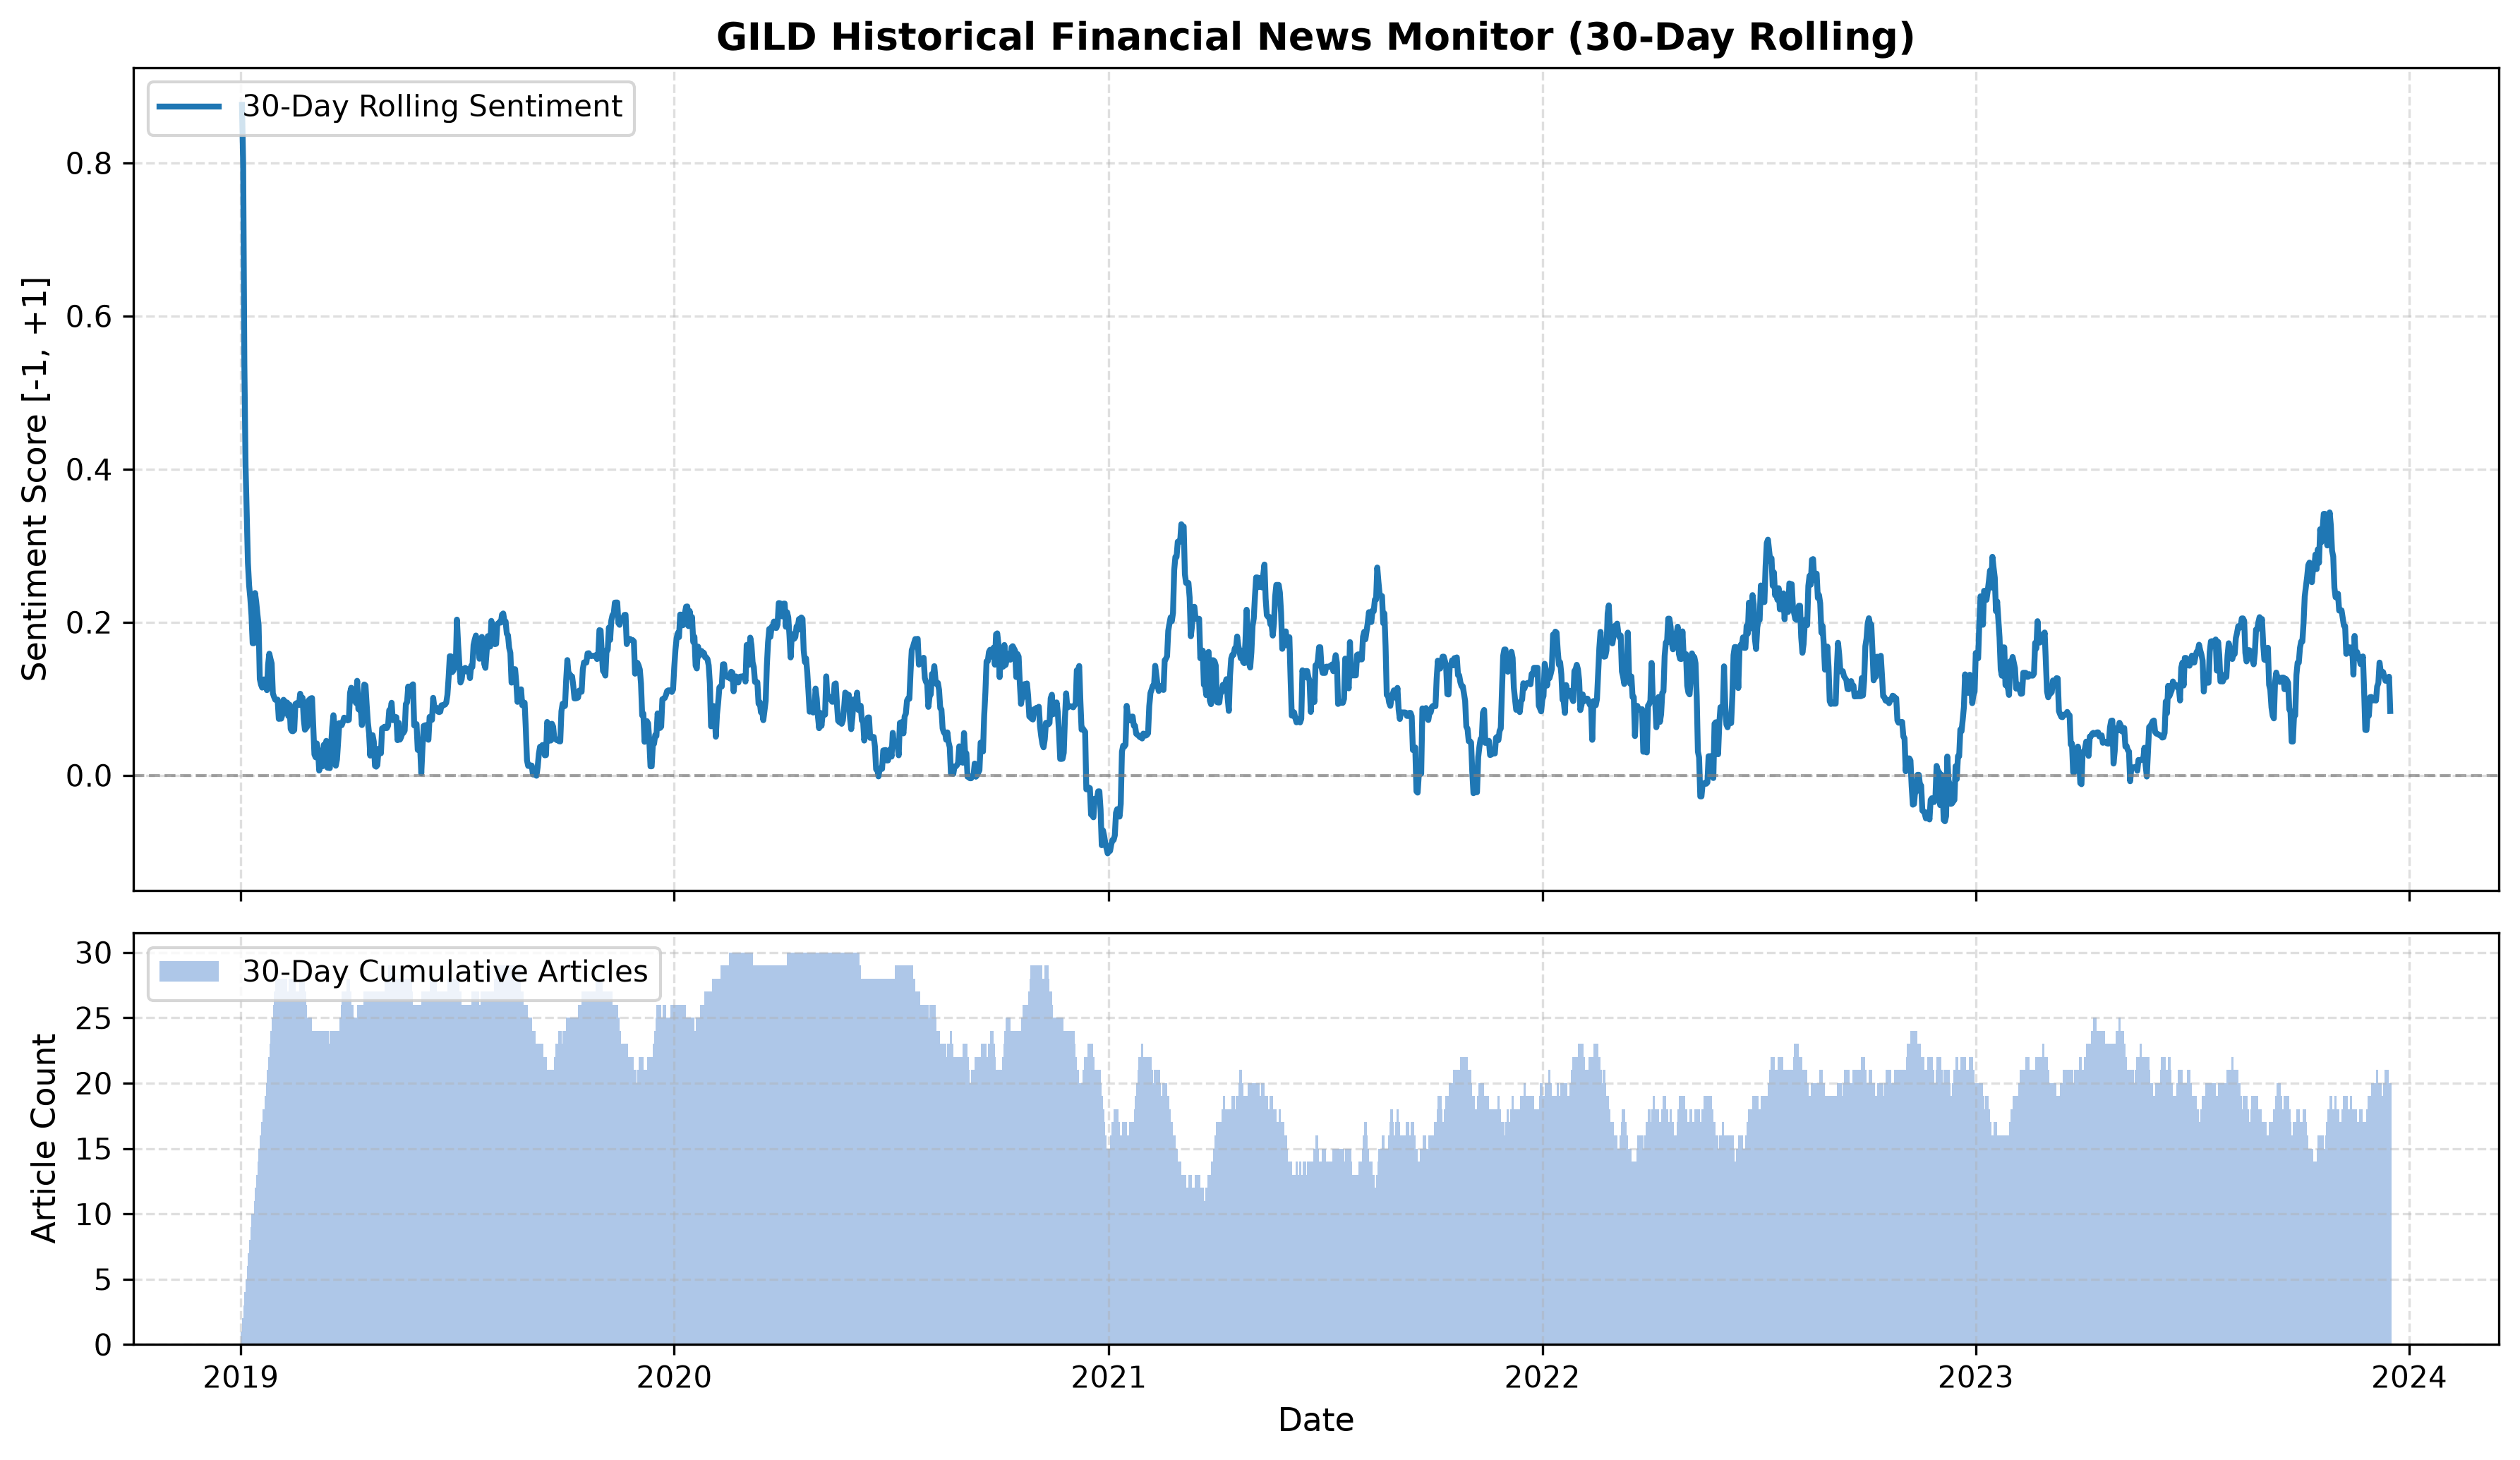 GILD Historical Financial News Monitor (30-Day Rolling)
30-Day Rolling Sentiment
Sentiment Score [-1, +1]
0.8
0.6
0.4
0.2
0.0
30-Day Cumulative Articles
Article Count
30
25
20
15
10
5
0
2019 2020 2021 2022 2023 2024
Date